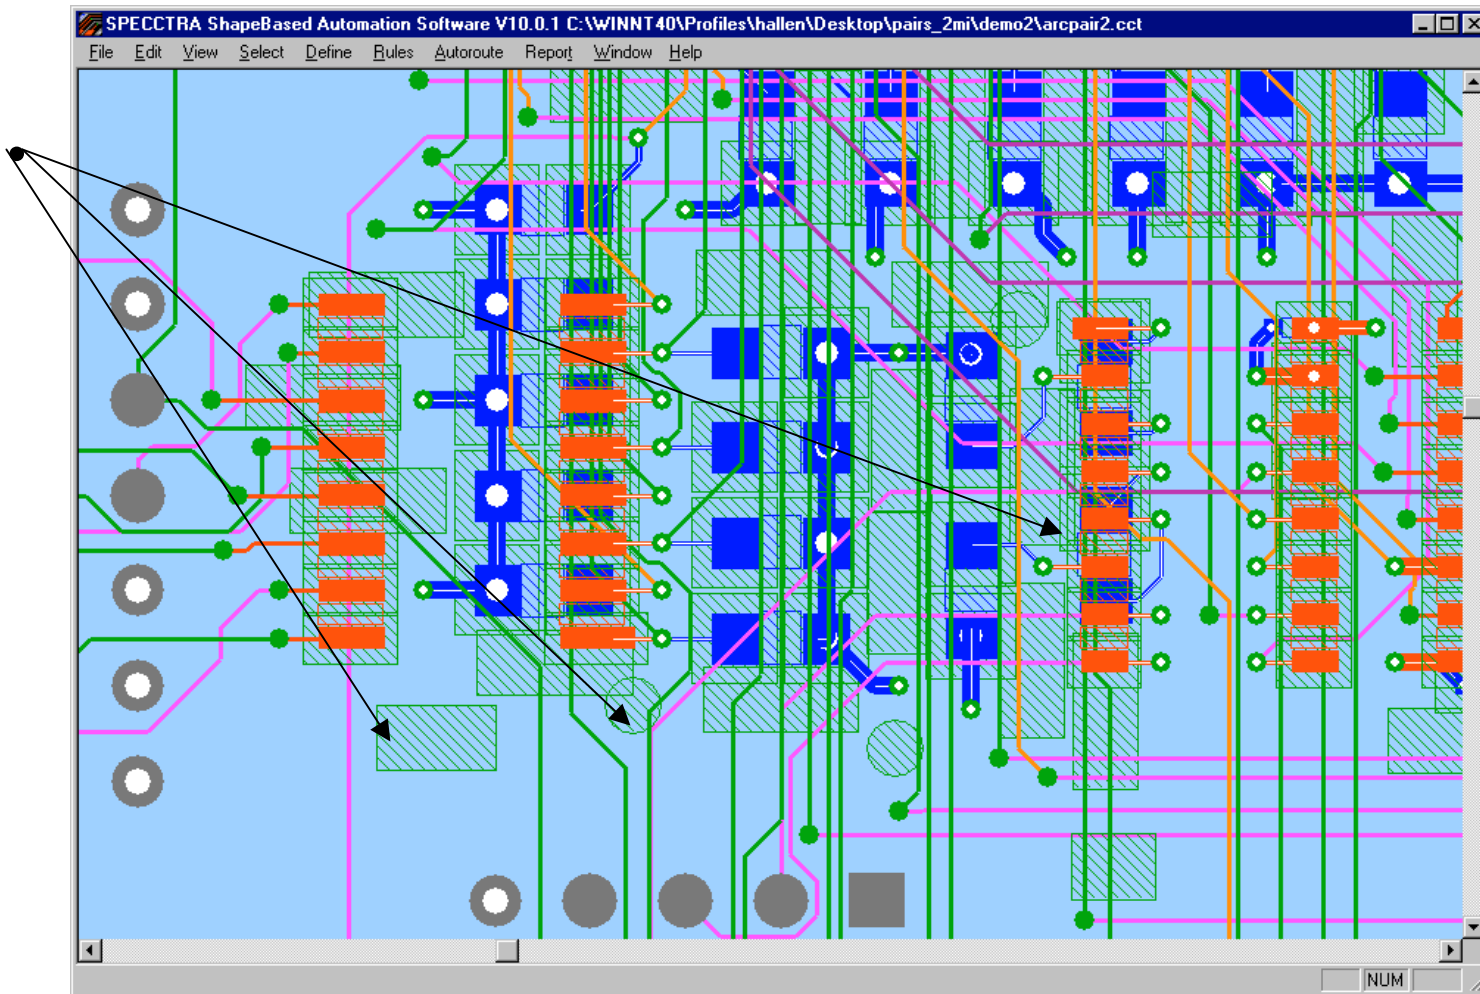 SPECCTRA ShapeBased Automation Software V10.0.1 C:\WINNT40\Profiles\hallen\Desktop\pairs_2mi\demo2\arcpair2.cct
File Edit View Select Define Rules Autoroute Report Window Help
NUM